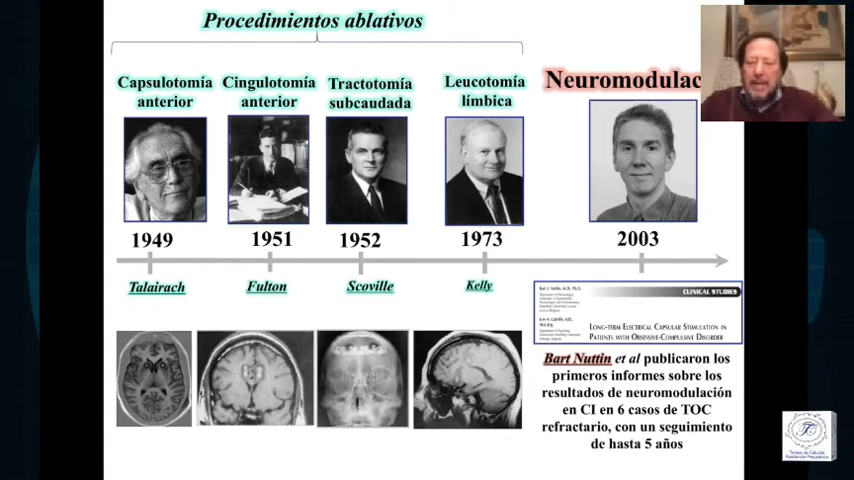 Procedimientos ablativos
Capsulotomía
anterior
Cingulotomía
anterior
Tractotomía
subcaudada
Leucotomía
límbica
Neuromodulac
1949
1951
1952
1973
2003
Talairach
Fulton
Scoville
Kelly
CLINICAL STUDIES
LONG-TERM ELECTRICAL CAPSULAR STIMULATION IN
PATIENTS WITH OBSESSIVE-COMPULSIVE DISORDER
Bart Nuttin et al publicaron los
primeros informes sobre los
resultados de neuromodulación
en CI en 6 casos de TOC
refractario, con un seguimiento
de hasta 5 años